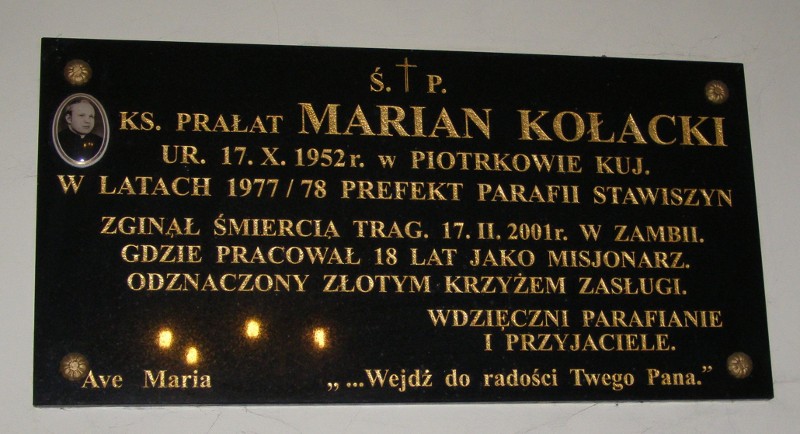 Ś. † P.
KS. PRAŁAT MARIAN KOŁACKI
UR. 17. X. 1952 r. w PIOTRKOWIE KUJ.
W LATACH 1977 / 78 PREFEKT PARAFII STAWISZYN
ZGINĄŁ ŚMIERCIĄ TRAG. 17. II. 2001r. W ZAMBII.
GDZIE PRACOWAŁ 18 LAT JAKO MISJONARZ.
ODZNACZONY ZŁOTYM KRZYŻEM ZASŁUGI.
WDZIĘCZNI PARAFIANIE
I PRZYJACIELE.
Ave Maria „ ...Wejdź do radości Twego Pana.”